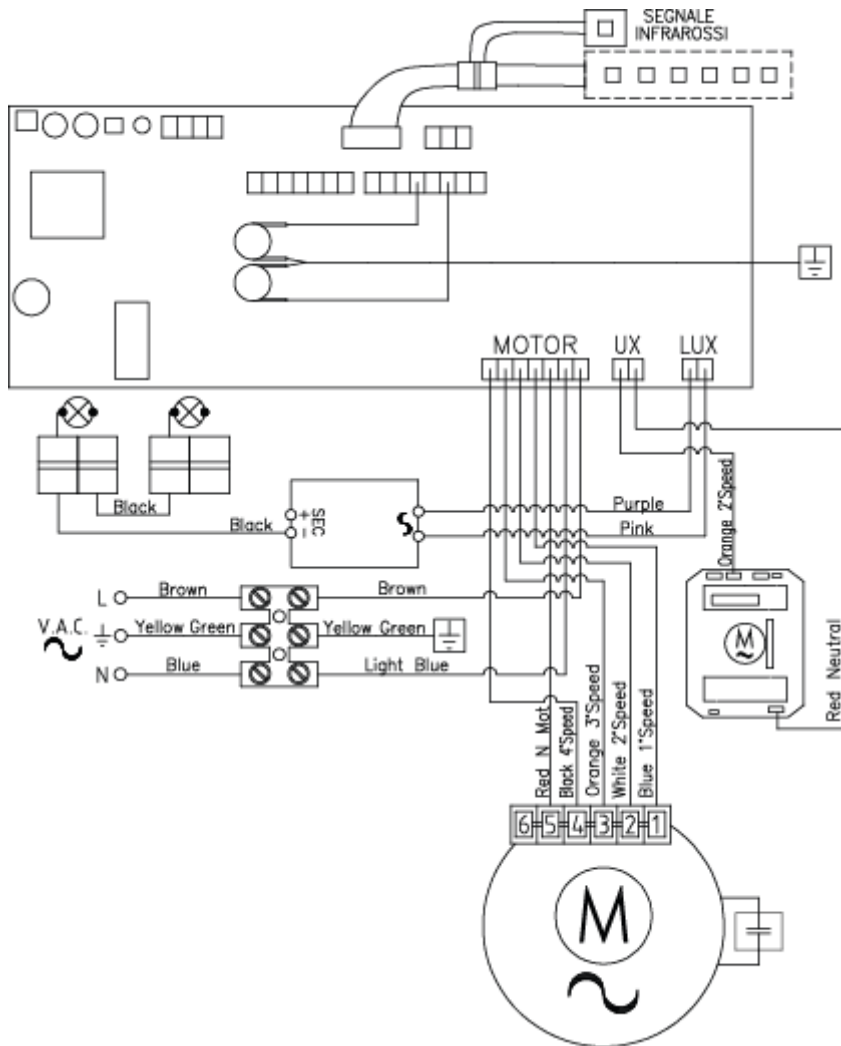 SEGNALE
INFRAROSSI
MOTOR
UX
LUX
Black
Black
+ SEC -
Purple
Pink
Orange 2°Speed
L
Brown
Brown
V.A.C.
Yellow Green
Yellow Green
N
Blue
Light Blue
M
Red Neutral
Red N Mot
Black 4°Speed
Orange 3°Speed
White 2°Speed
Blue 1°Speed
6 5 4 3 2 1
M